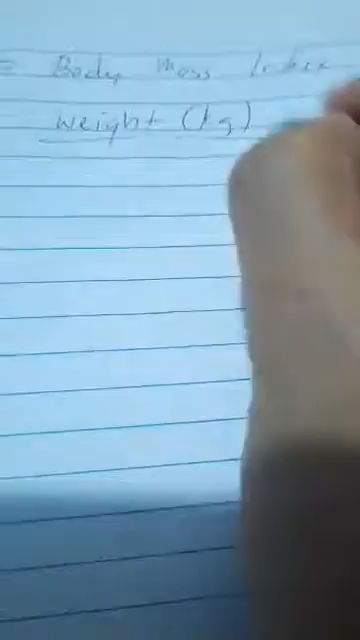 = Body Mass Index
weight (kg)